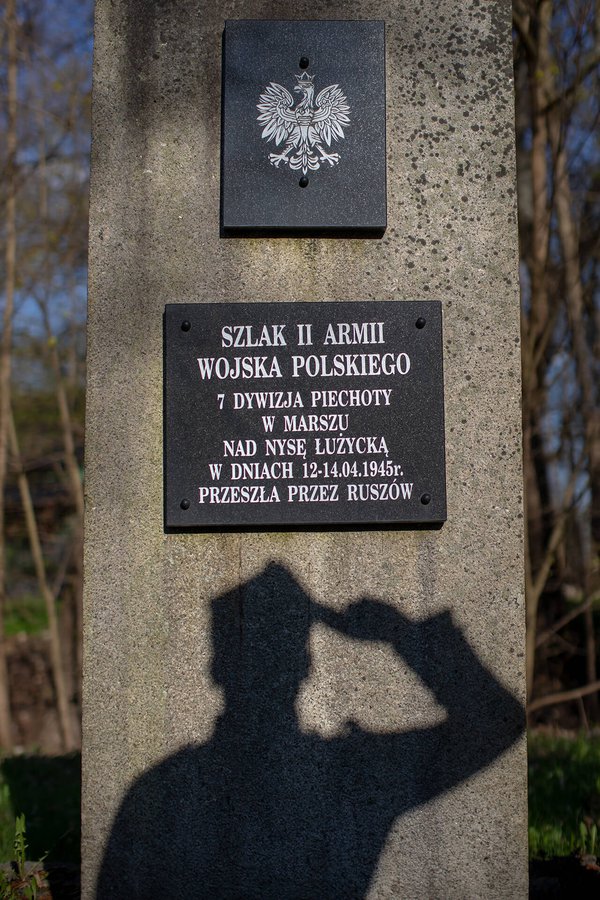 SZLAK II ARMII
WOJSKA POLSKIEGO
7 DYWIZJA PIECHOTY
W MARSZU
NAD NYSĘ ŁUŻYCKĄ
W DNIACH 12-14.04.1945r.
PRZESZŁA PRZEZ RUSZÓW